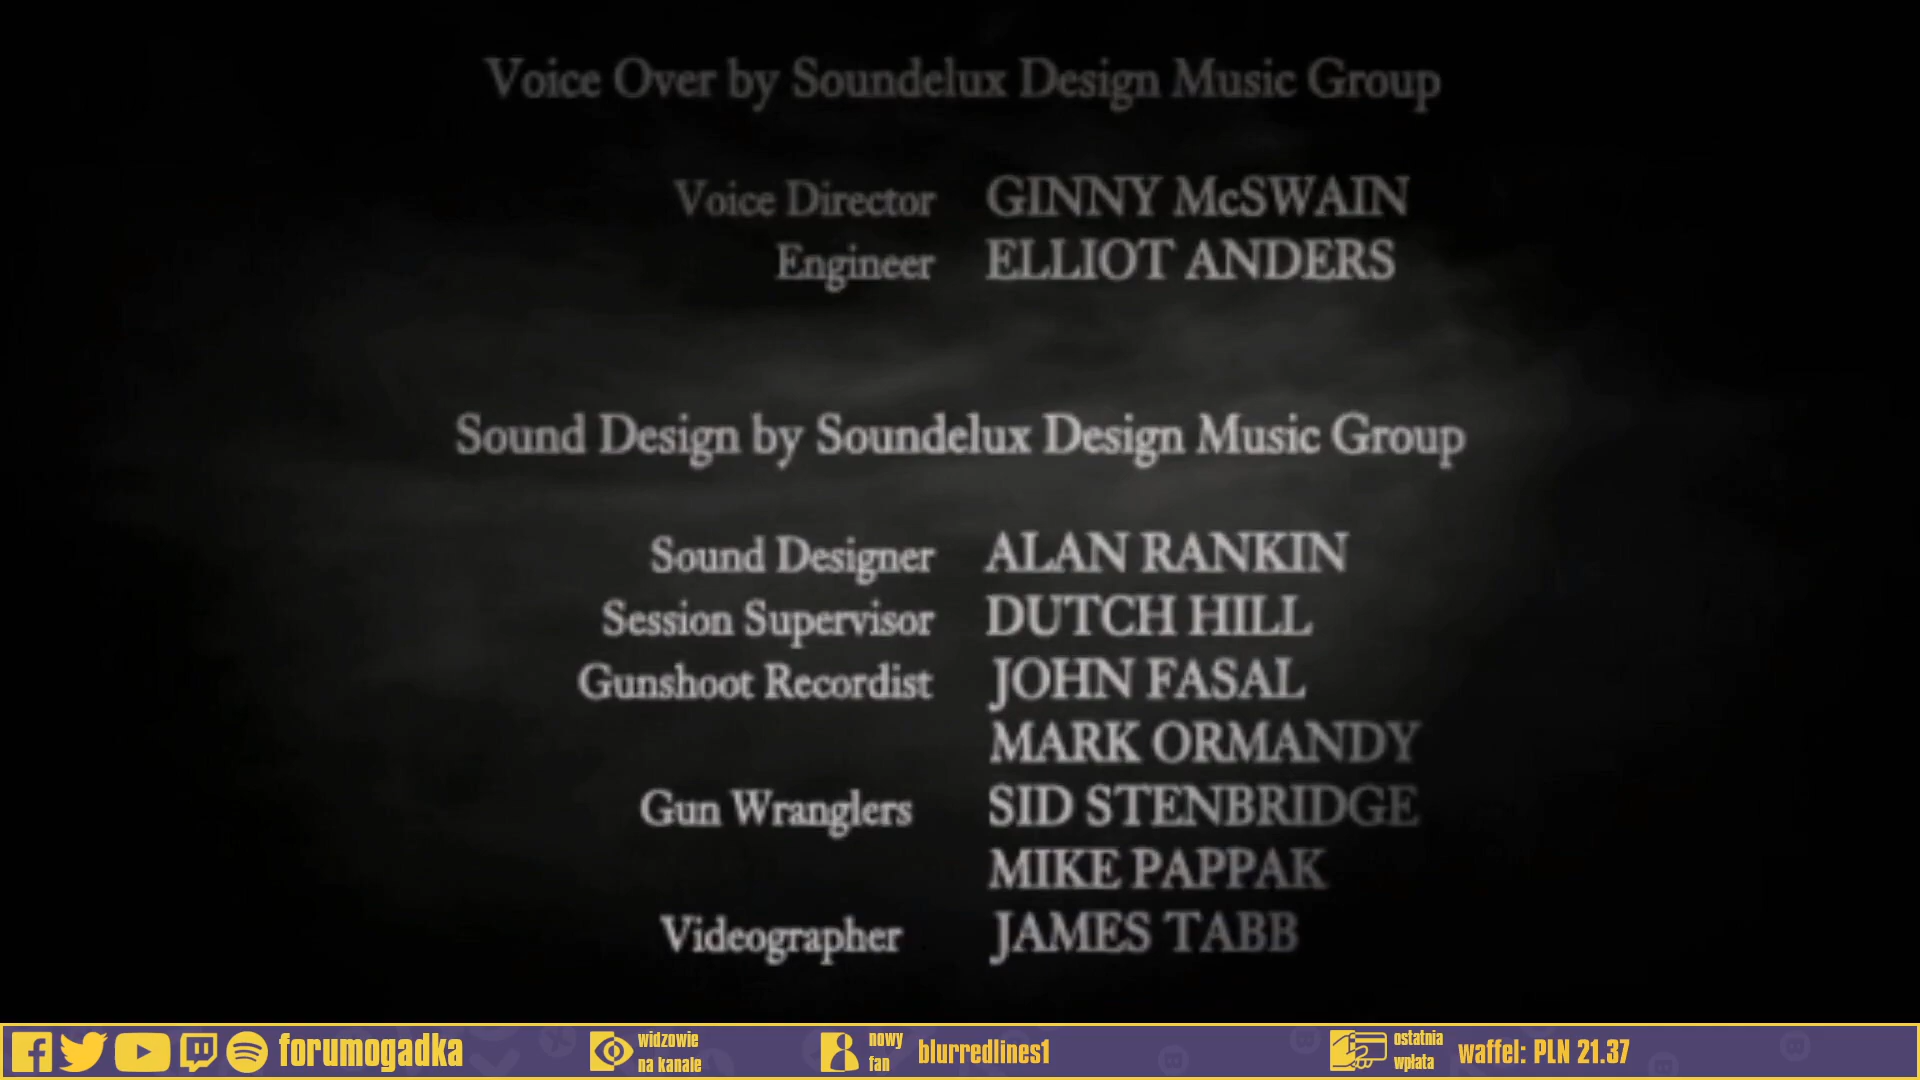 Voice Over by Soundelux Design Music Group
Voice Director GINNY McSWAIN
Engineer ELLIOT ANDERS
Sound Design by Soundelux Design Music Group
Sound Designer ALAN RANKIN
Session Supervisor DUTCH HILL
Gunshoot Recordist JOHN FASAL
MARK ORMANDY
Gun Wranglers SID STENBRIDGE
MIKE PAPPAK
Videographer JAMES TABB
forumogadka
widzowie
na kanale
nowy
fan
blurredlines1
ostatnia
wpłata
waffel: PLN 21.37